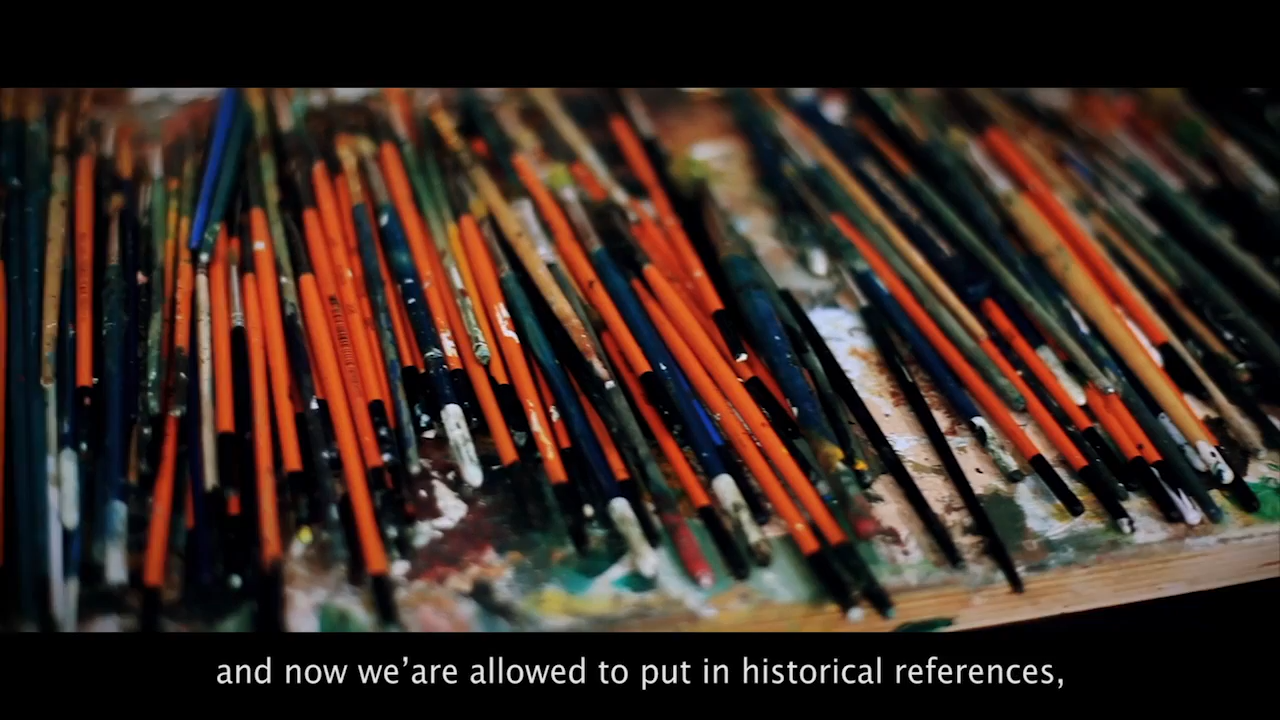 and now we’are allowed to put in historical references,